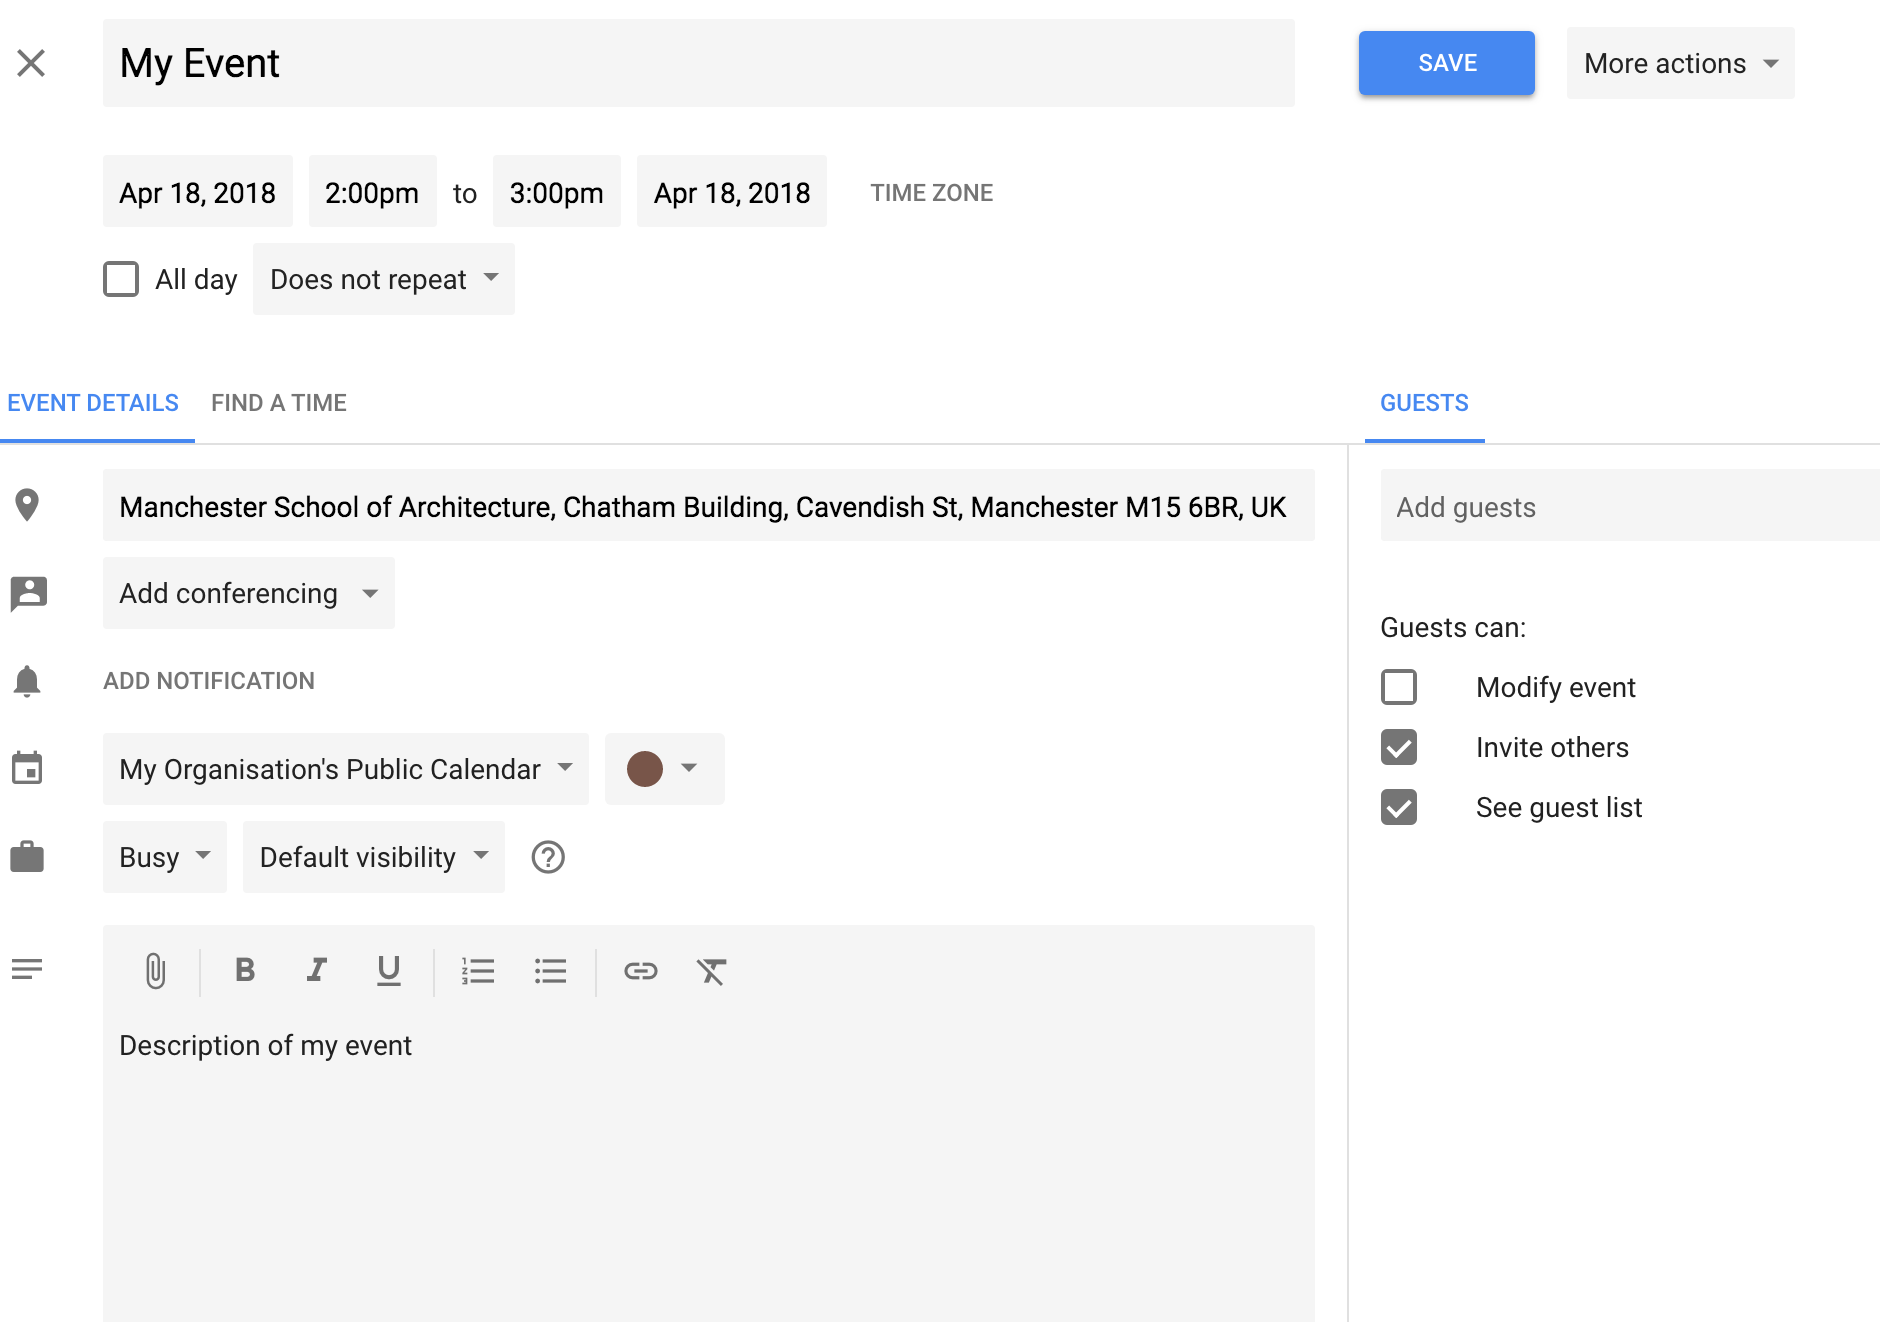 My Event
SAVE
More actions
Apr 18, 2018
2:00pm
to
3:00pm
Apr 18, 2018
TIME ZONE
All day
Does not repeat
EVENT DETAILS
FIND A TIME
GUESTS
Manchester School of Architecture, Chatham Building, Cavendish St, Manchester M15 6BR, UK
Add guests
Add conferencing
Guests can:
ADD NOTIFICATION
Modify event
Invite others
My Organisation's Public Calendar
See guest list
Busy
Default visibility
B I U
Description of my event